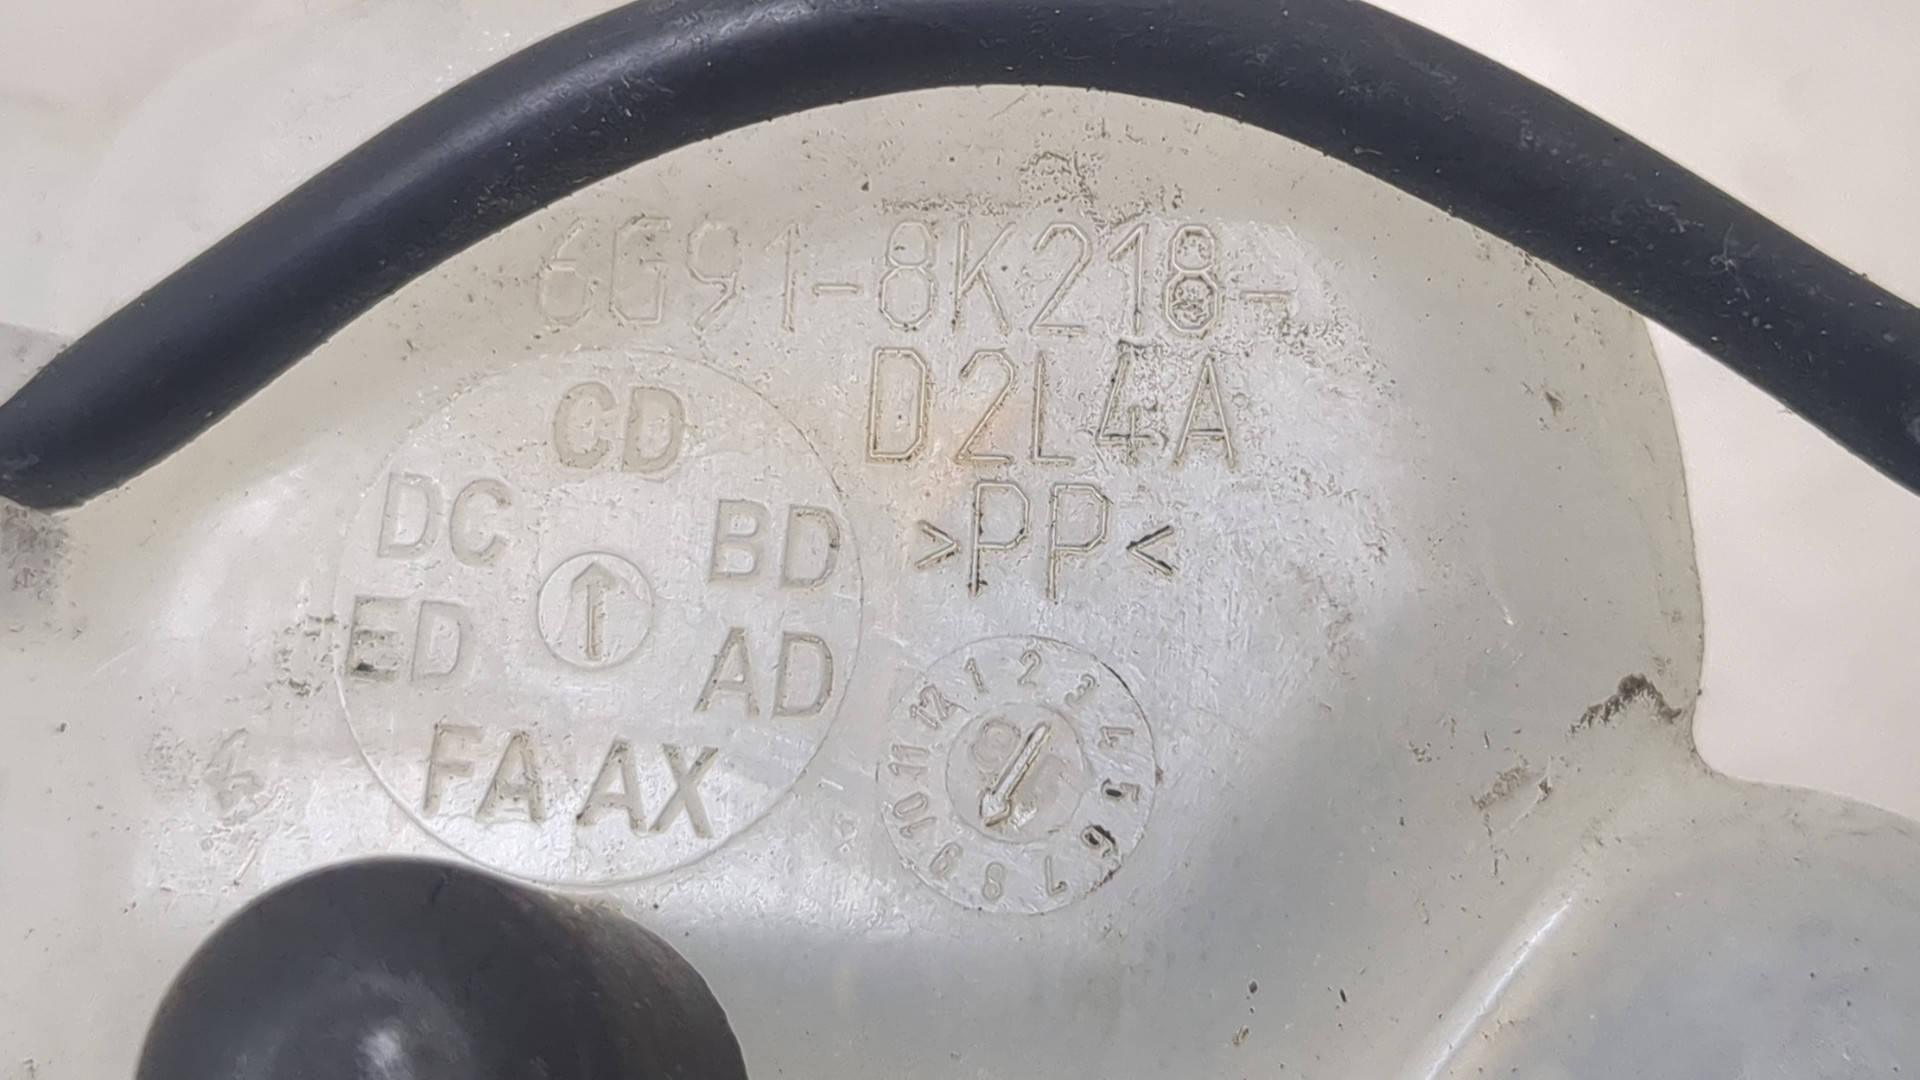 6G91-8K218-
D2L4A
>PP<
CD
DC BD
ED AD
FA AX
4
12 1 2 3 4 5 6 7 8 9 10 11